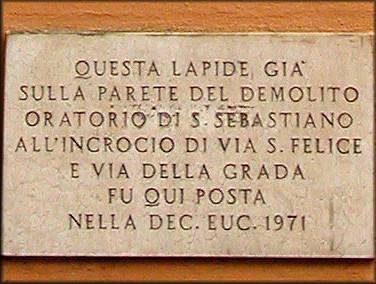 QUESTA LAPIDE, GIA'
SULLA PARETE DEL DEMOLITO
ORATORIO DI S. SEBASTIANO
ALL'INCROCIO DI VIA S. FELICE
E VIA DELLA GRADA
FU QUI POSTA
NELLA DEC. EUC. 1971